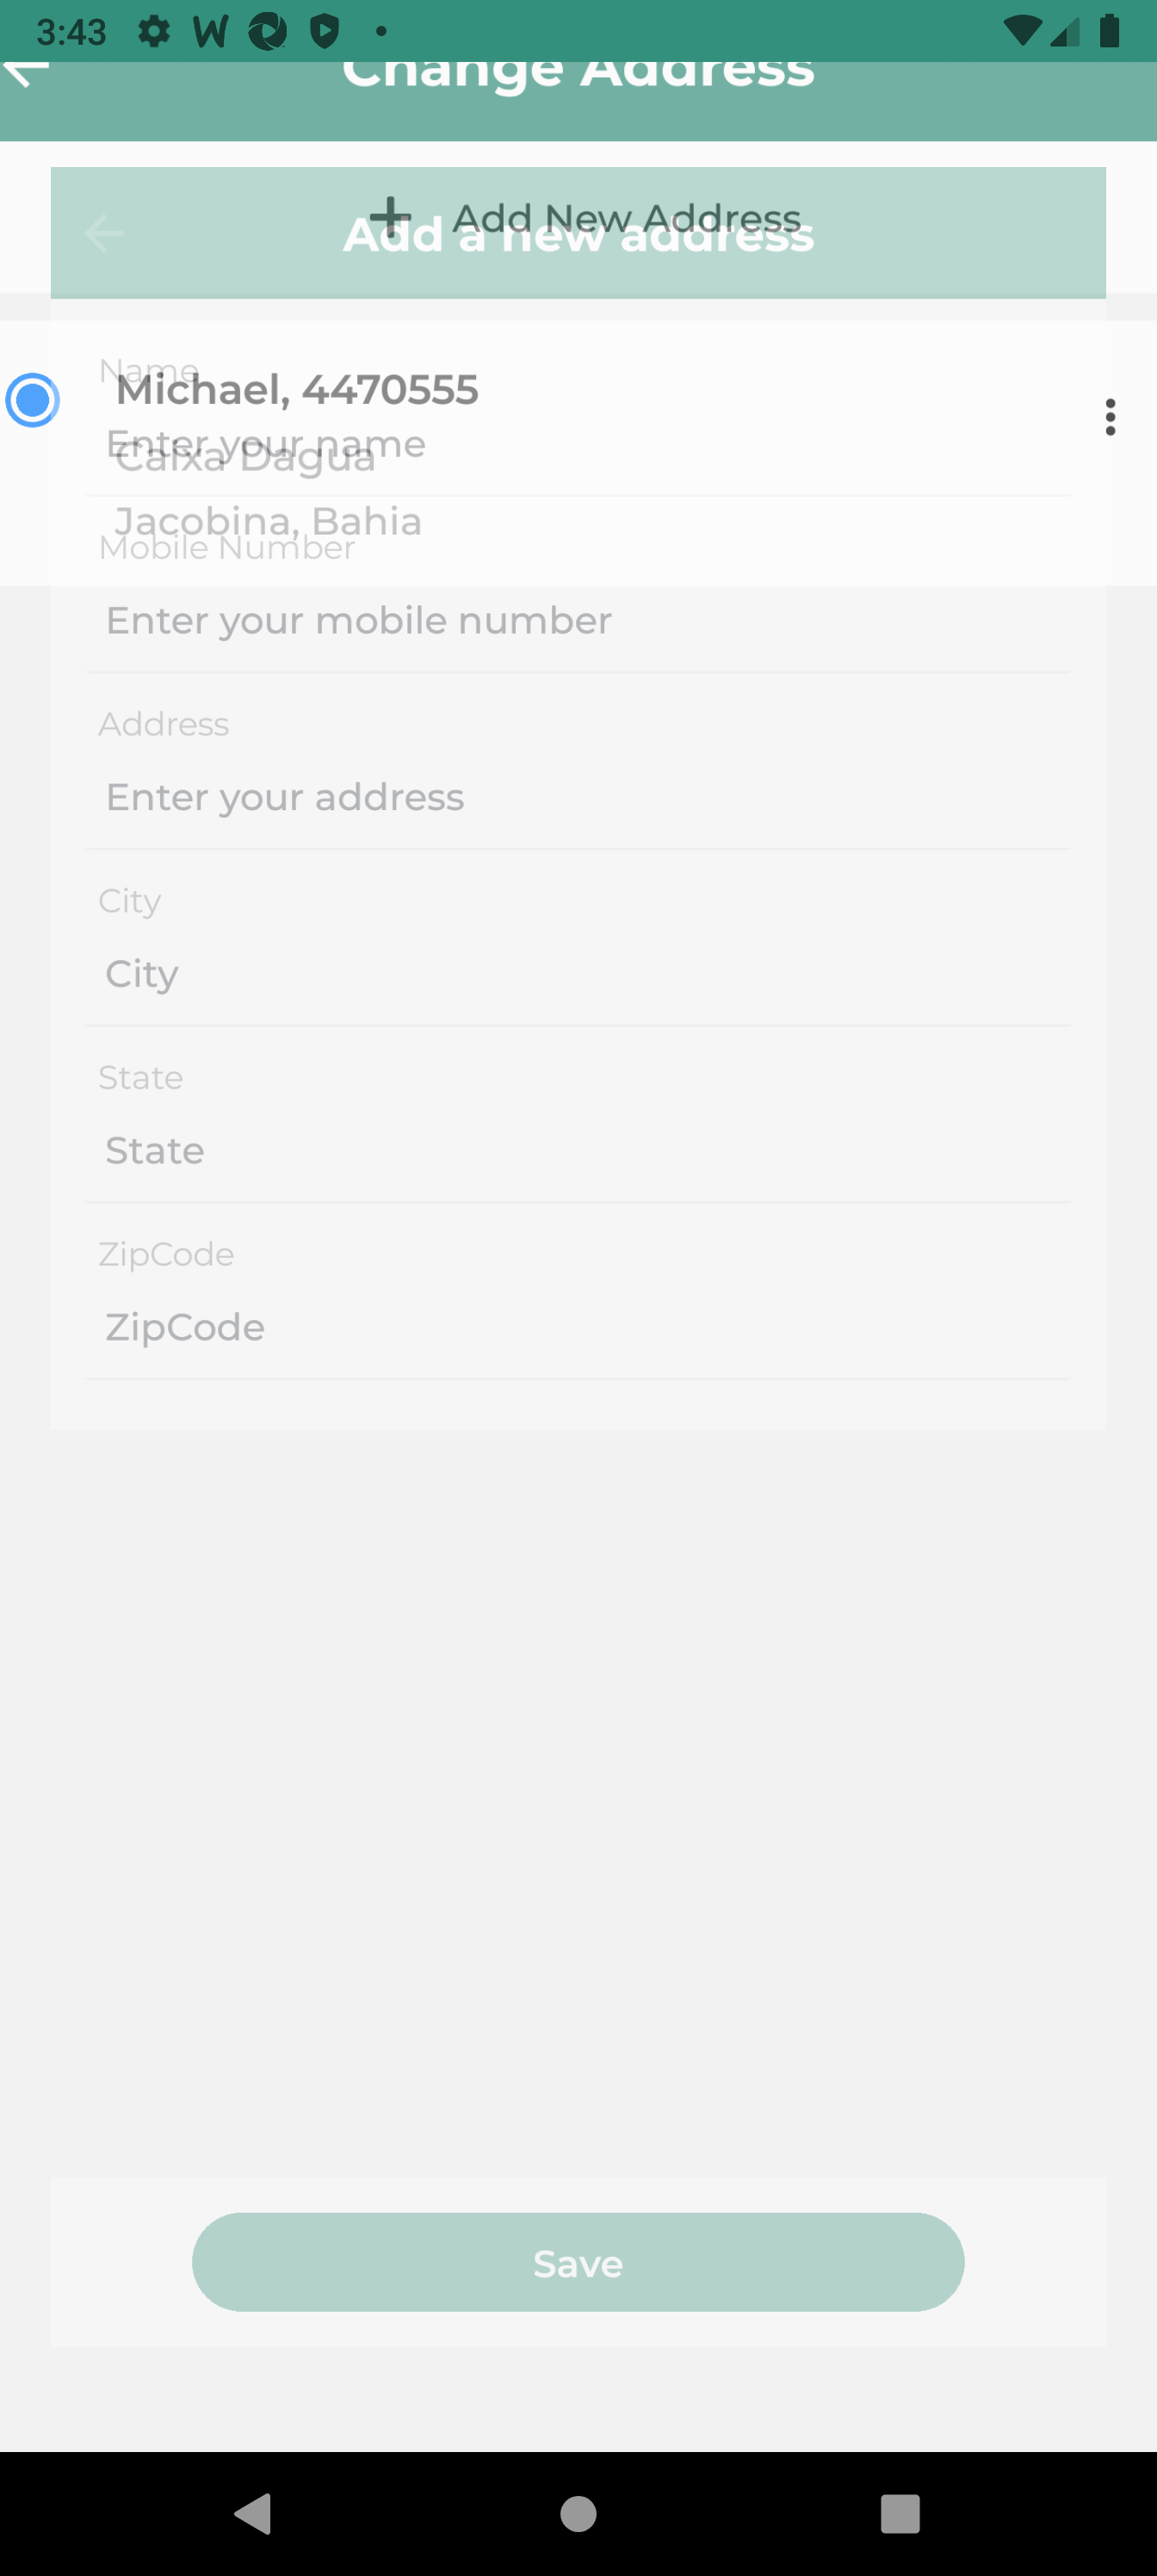 3:43
Change Address
Add New Address
Add a new address
Name
Michael, 4470555
Enter your name
Caixa Dagua
Jacobina, Bahia
Mobile Number
Enter your mobile number
Address
Enter your address
City
City
State
State
ZipCode
ZipCode
Save